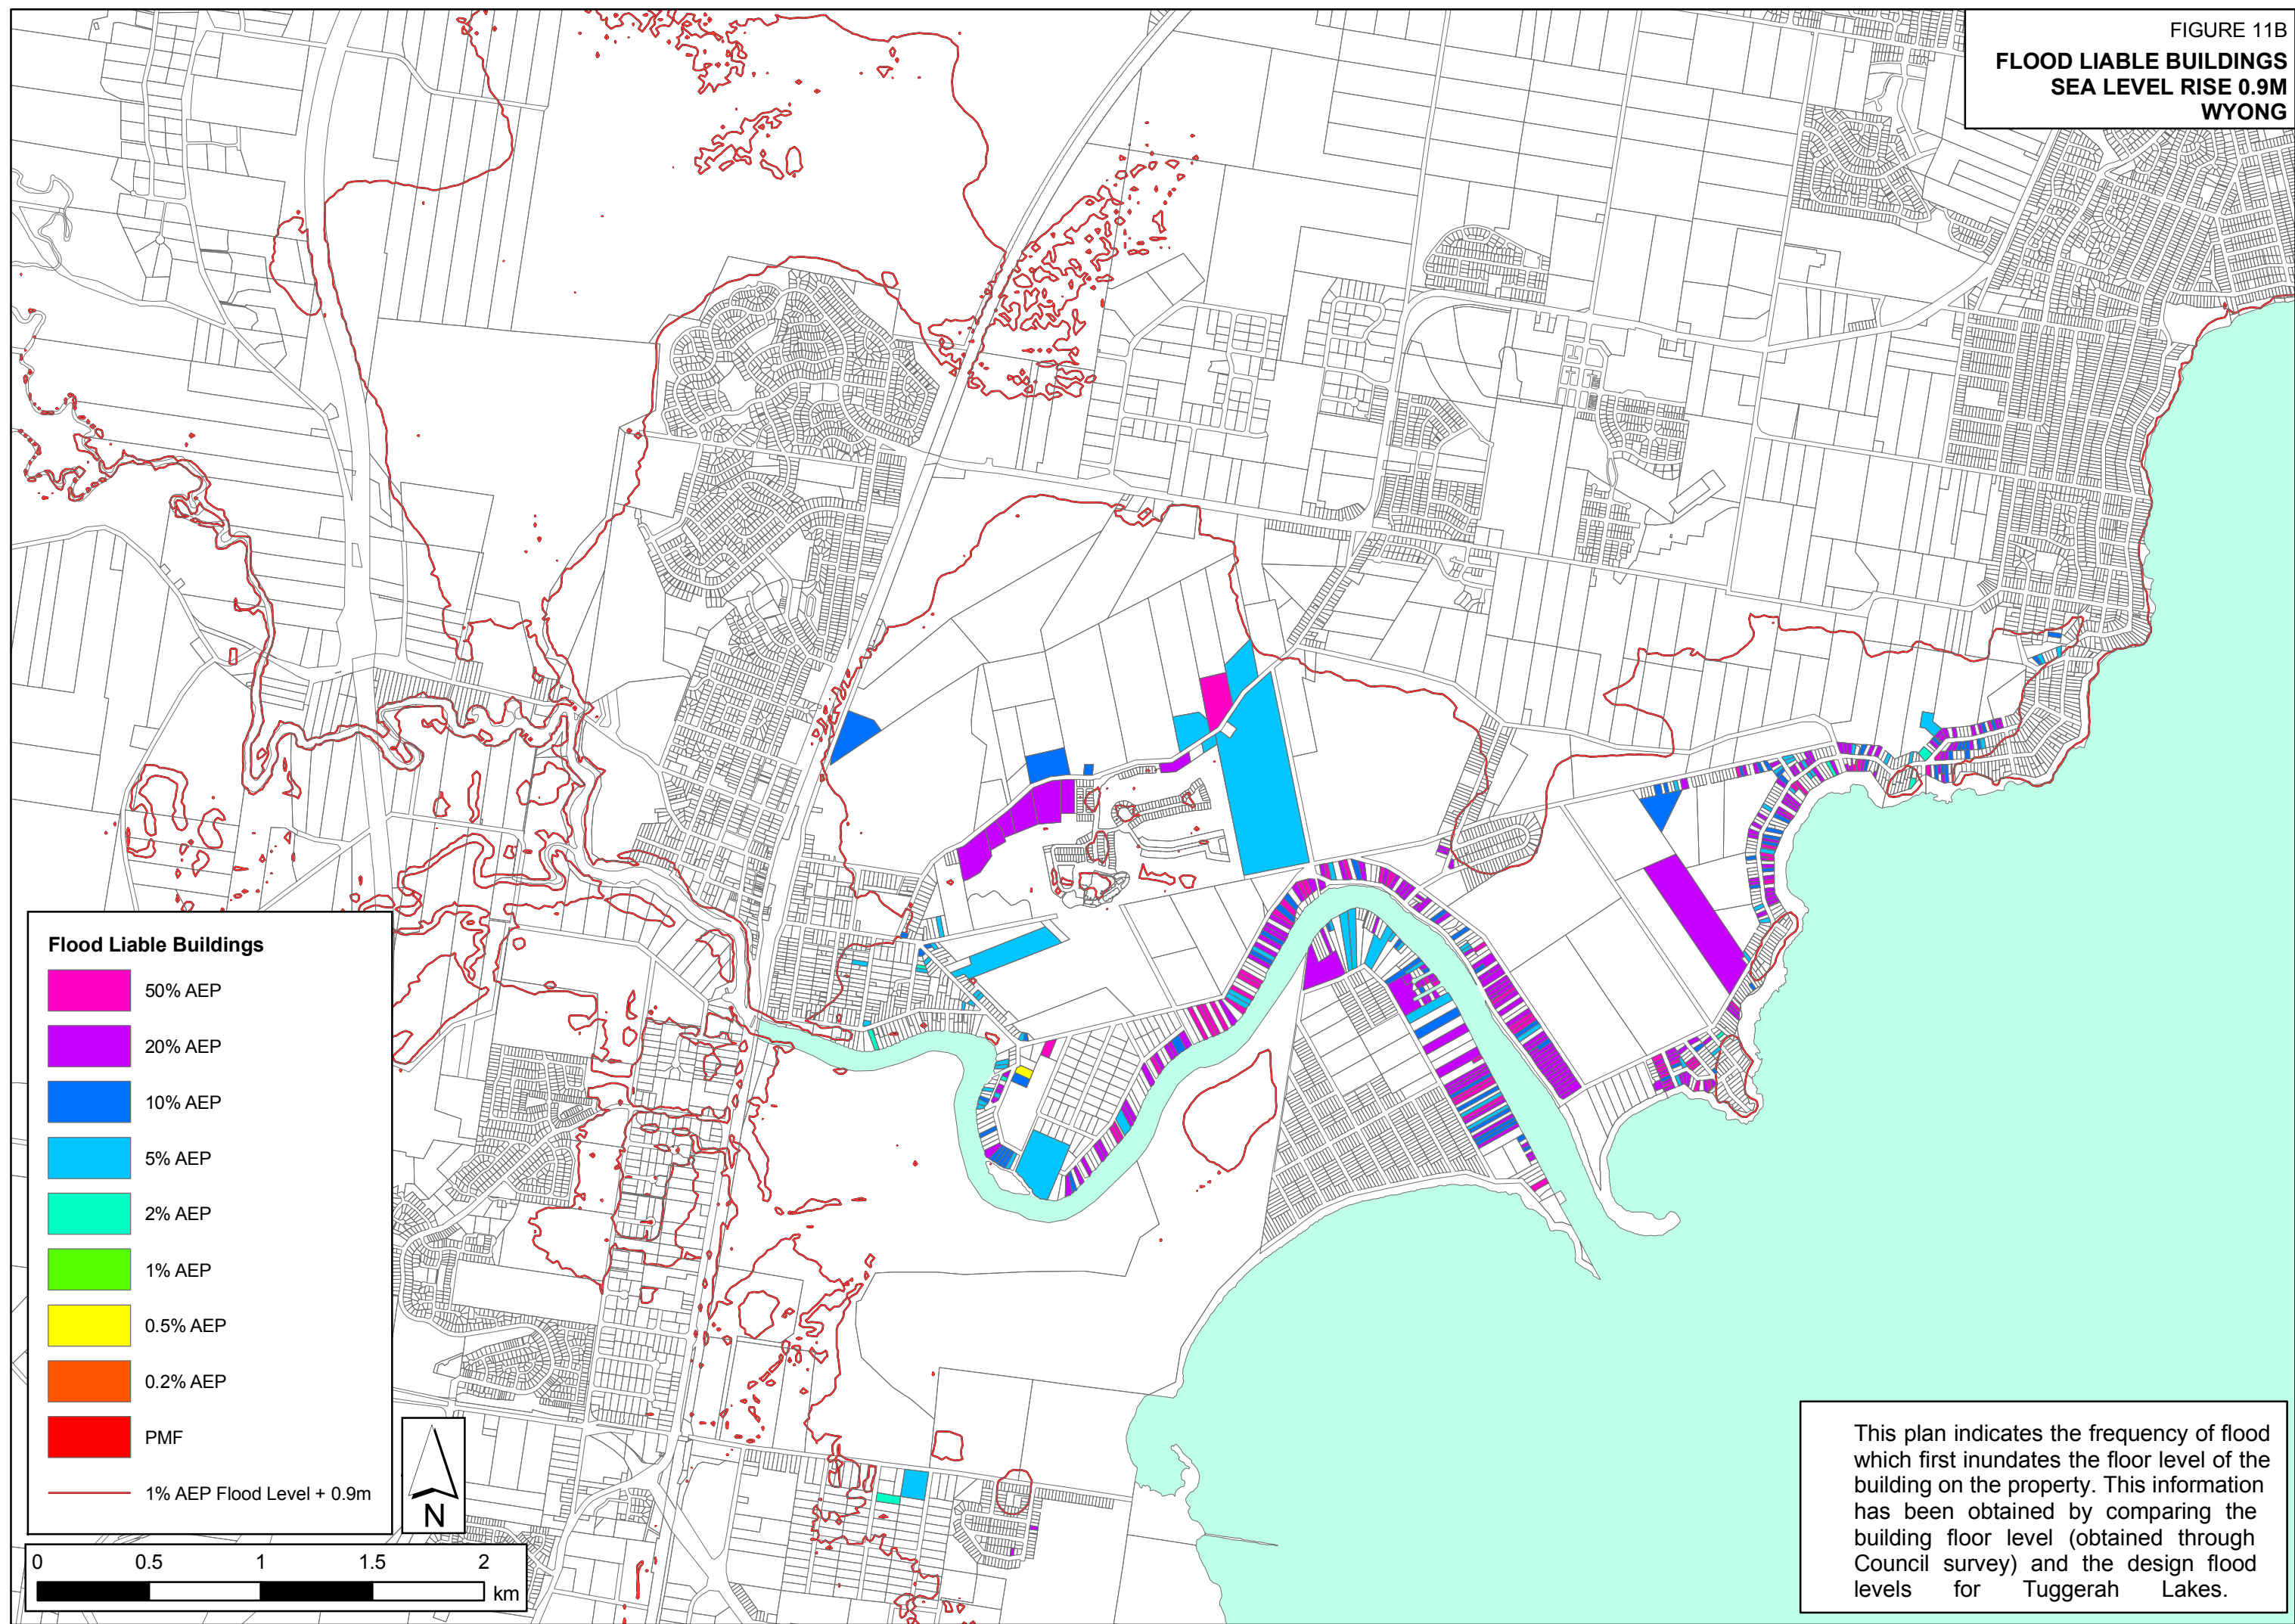 FIGURE 11B
FLOOD LIABLE BUILDINGS
SEA LEVEL RISE 0.9M
WYONG
Flood Liable Buildings
50% AEP
20% AEP
10% AEP
5% AEP
2% AEP
1% AEP
0.5% AEP
0.2% AEP
PMF
1% AEP Flood Level + 0.9m
N
0 0.5 1 1.5 2
km
This plan indicates the frequency of flood
which first inundates the floor level of the
building on the property. This information
has been obtained by comparing the
building floor level (obtained through
Council survey) and the design flood
levels for Tuggerah Lakes.